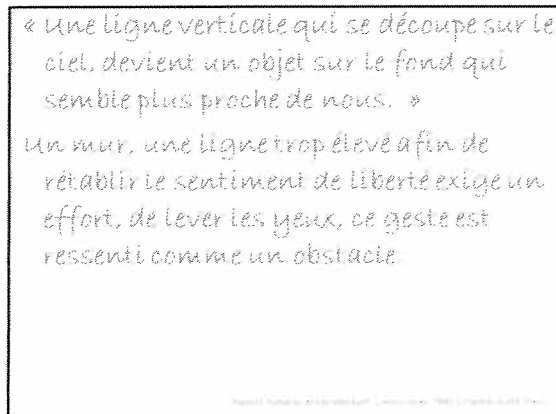 « Une ligne verticale qui se découpe sur le
ciel, devient un objet sur le fond qui
semble plus proche de nous. »
Un mur, une ligne trop élevé afin de
rétablir le sentiment de liberté exige un
effort, de lever les yeux, ce geste est
ressenti comme un obstacle